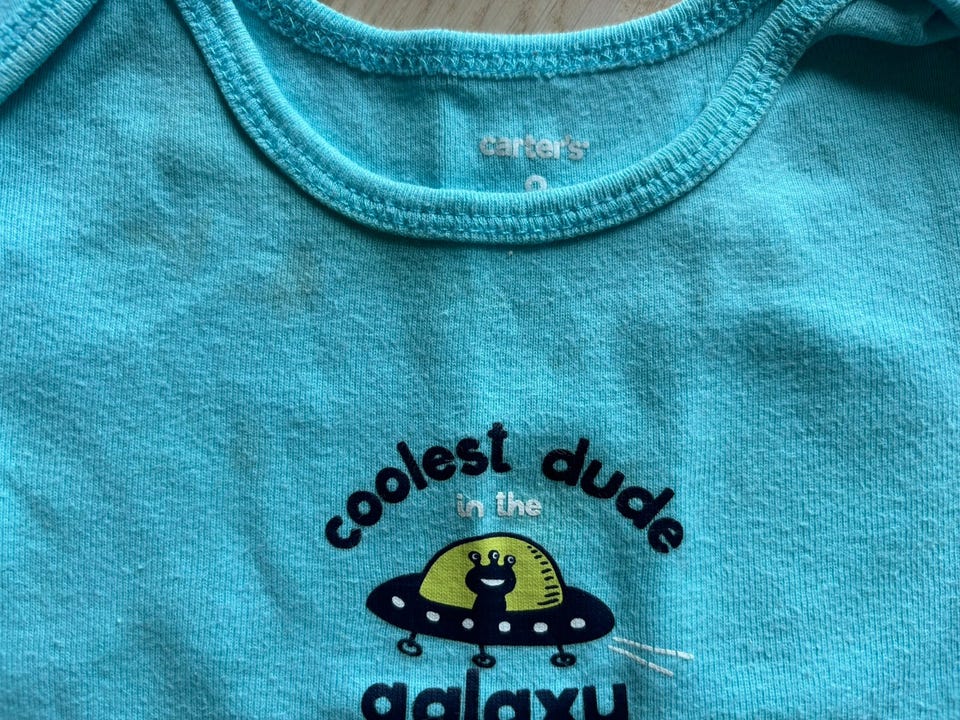 carter's
coolest dude
in the
galaxy